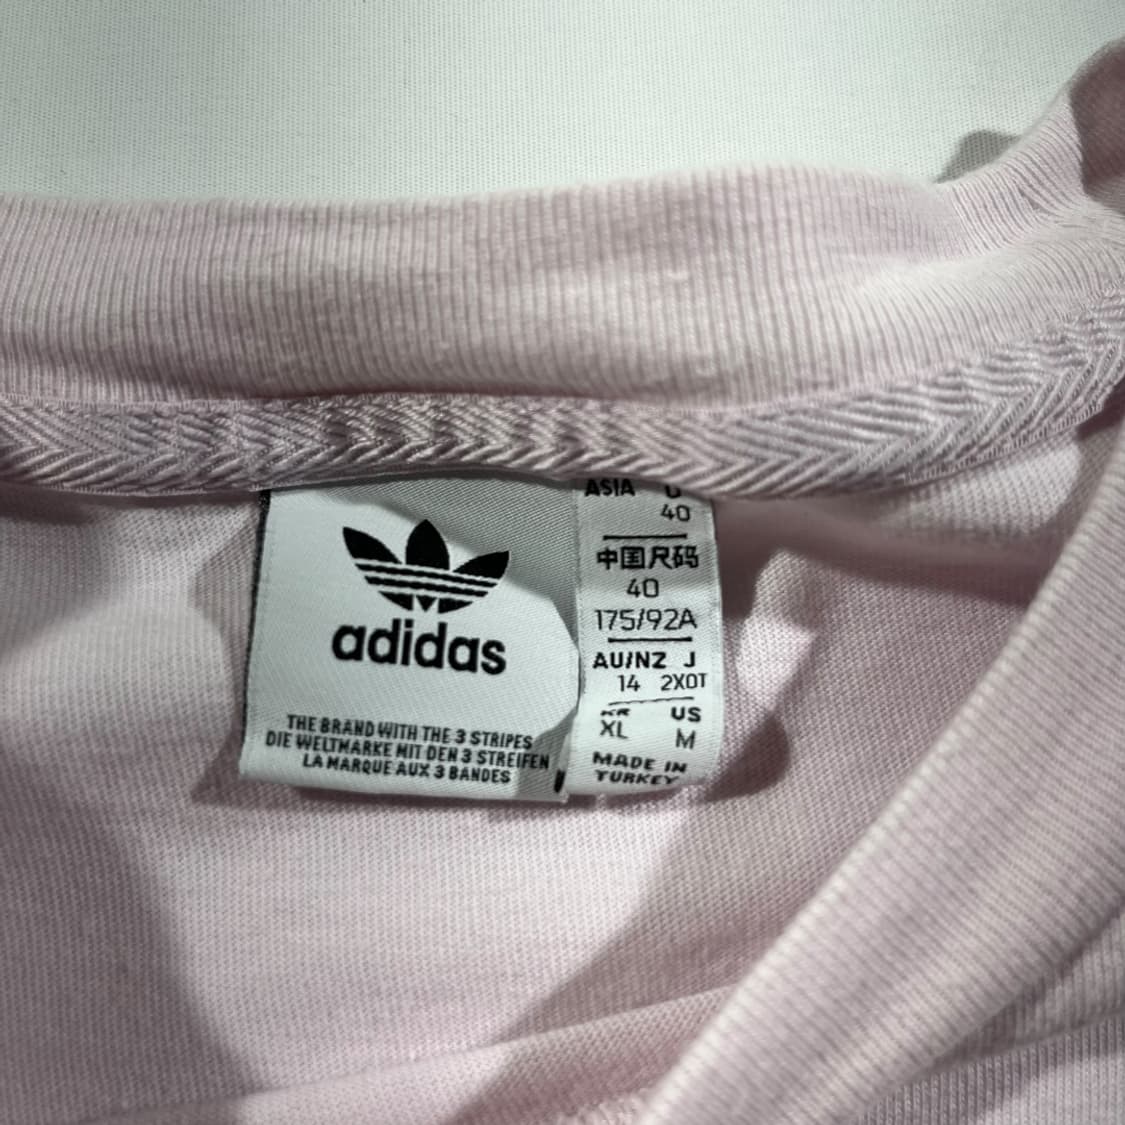 adidas
THE BRAND WITH THE 3 STRIPES
DIE WELTMARKE MIT DEN 3 STREIFEN
LA MARQUE AUX 3 BANDES
ASIA
40
中国尺码
40
175/92A
AU/NZ J
14 2XOT
KR US
XL M
MADE IN
TURKEY